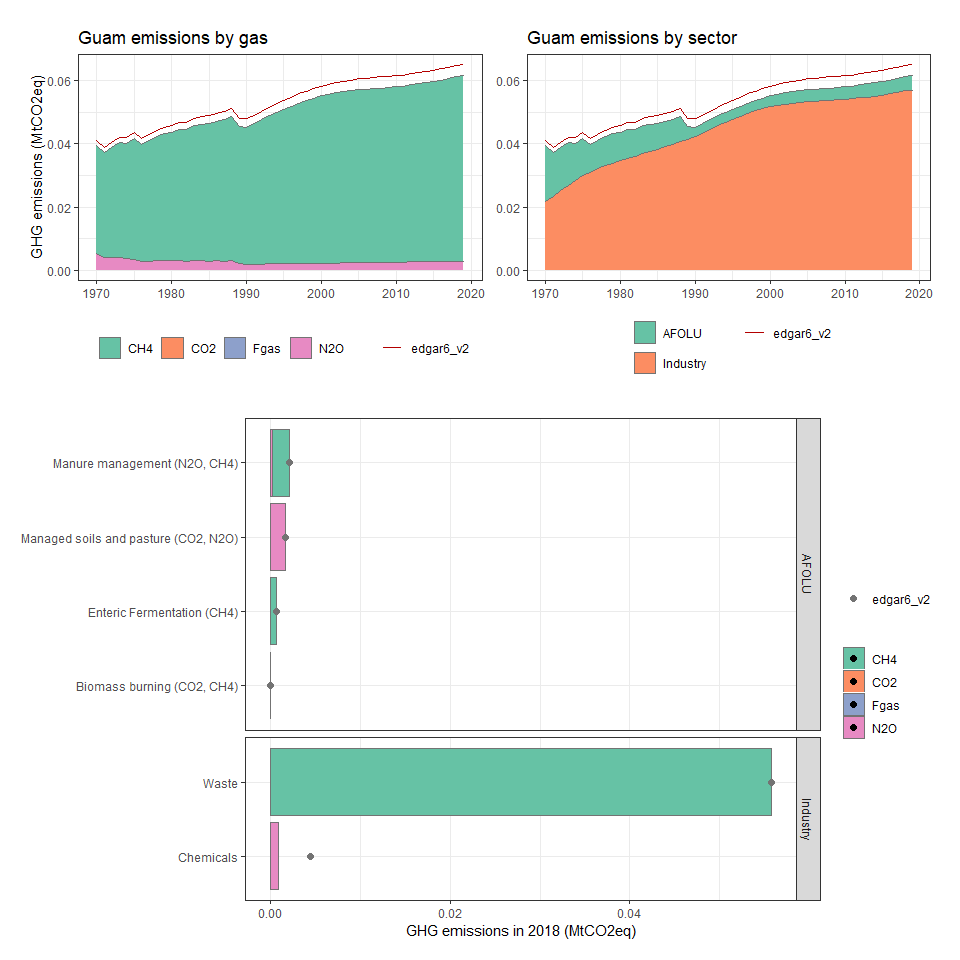 Guam emissions by gas
GHG emissions (MtCO2eq)
0.06
0.04
0.02
0.00
1970 1980 1990 2000 2010 2020
CH4 CO2 Fgas N2O edgar6_v2
Guam emissions by sector
0.06
0.04
0.02
0.00
1970 1980 1990 2000 2010 2020
AFOLU edgar6_v2
Industry
Manure management (N2O, CH4)
Managed soils and pasture (CO2, N2O)
Enteric Fermentation (CH4)
Biomass burning (CO2, CH4)
AFOLU
Waste
Chemicals
Industry
0.00 0.02 0.04
GHG emissions in 2018 (MtCO2eq)
edgar6_v2
CH4
CO2
Fgas
N2O